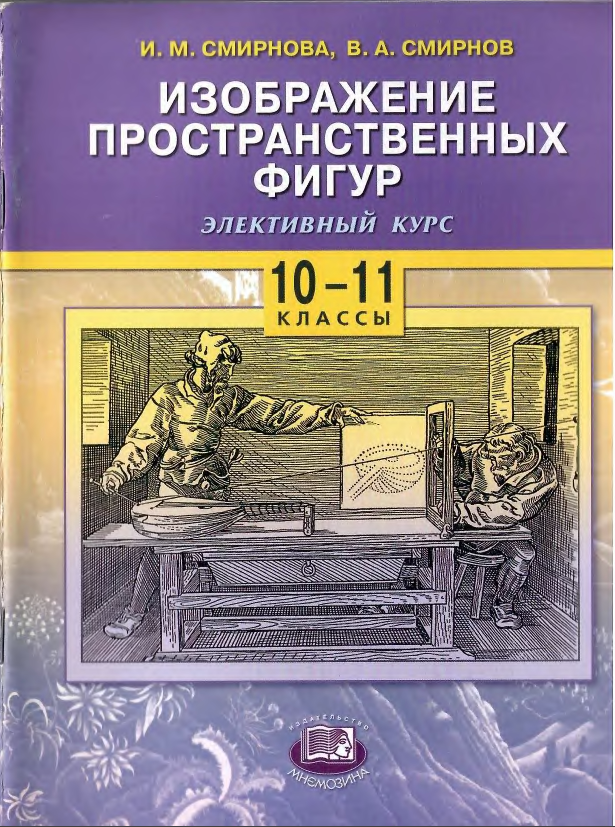 И. М. СМИРНОВА, В. А. СМИРНОВ
ИЗОБРАЖЕНИЕ
ПРОСТРАНСТВЕННЫХ
ФИГУР
ЭЛЕКТИВНЫЙ КУРС
10–11
КЛАССЫ
ИЗДАТЕЛЬСТВО
МНЕМОЗИНА